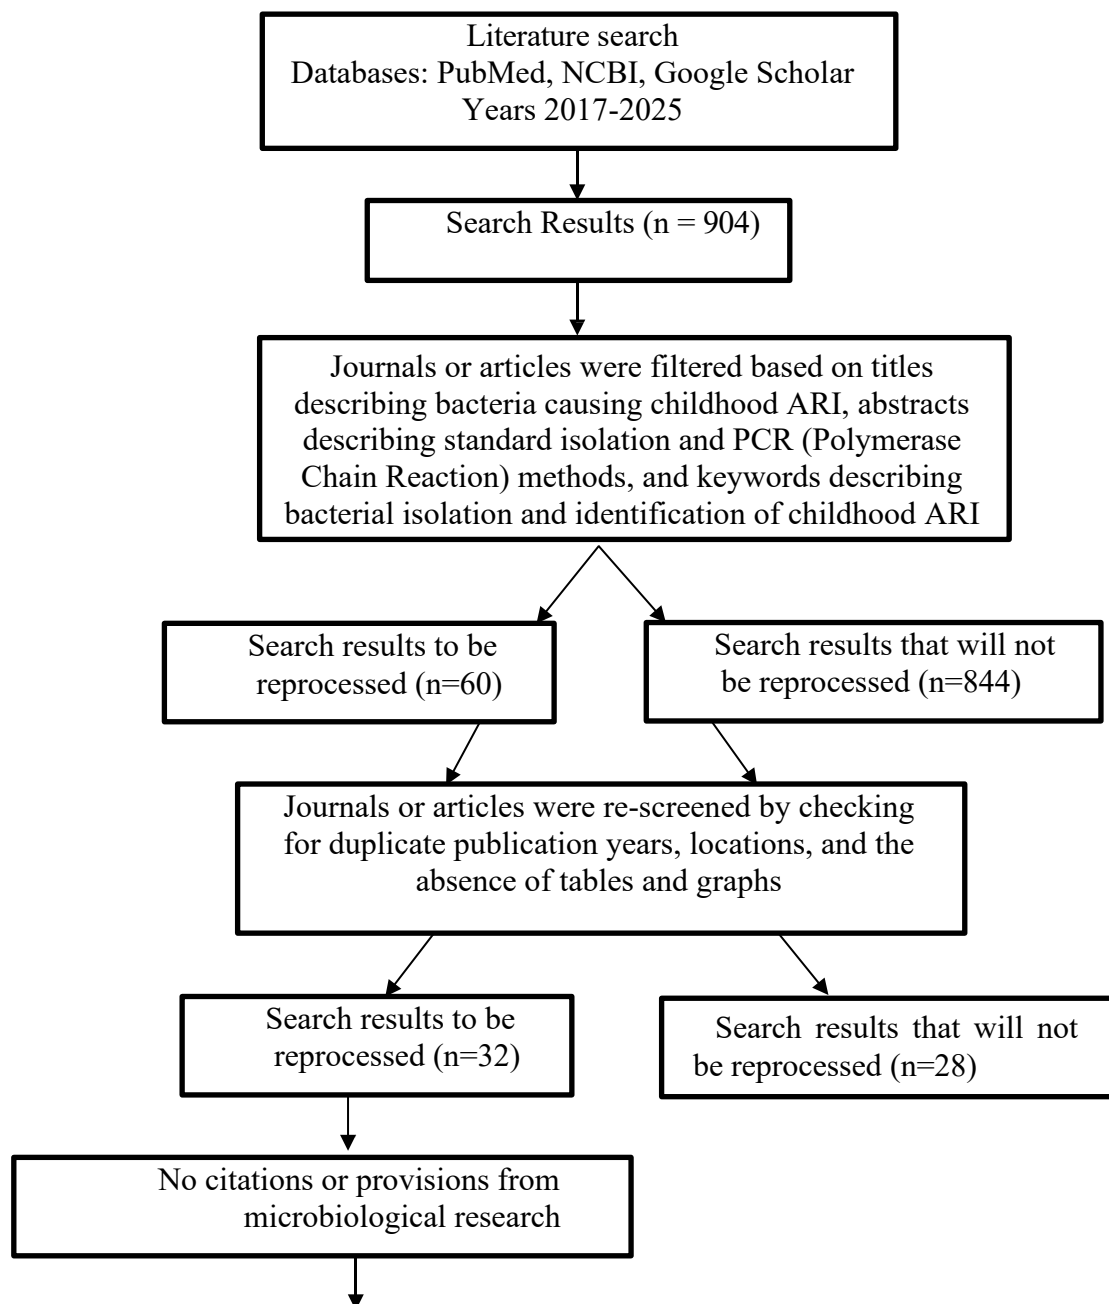 Literature search
Databases: PubMed, NCBI, Google Scholar
Years 2017-2025
Search Results (n = 904)
Journals or articles were filtered based on titles
describing bacteria causing childhood ARI, abstracts
describing standard isolation and PCR (Polymerase
Chain Reaction) methods, and keywords describing
bacterial isolation and identification of childhood ARI
Search results to be
reprocessed (n=60)
Search results that will not
be reprocessed (n=844)
Journals or articles were re-screened by checking
for duplicate publication years, locations, and the
absence of tables and graphs
Search results to be
reprocessed (n=32)
Search results that will not
be reprocessed (n=28)
No citations or provisions from
microbiological research